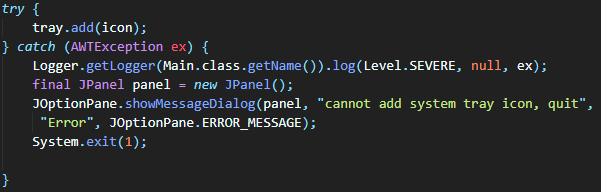 try {
    tray.add(icon);
} catch (AWTException ex) {
    Logger.getLogger(Main.class.getName()).log(Level.SEVERE, null, ex);
    final JPanel panel = new JPanel();
    JOptionPane.showMessageDialog(panel, "cannot add system tray icon, quit",
     "Error", JOptionPane.ERROR_MESSAGE);
    System.exit(1);
}